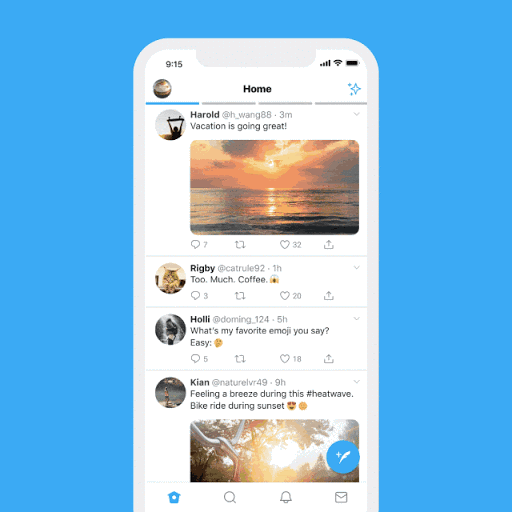 9:15
Home
Harold @h_wang88 · 3m
Vacation is going great!
7
32
Rigby @catrule92 · 1h
Too. Much. Coffee. 😱
3
20
Holli @doming_124 · 5h
What's my favorite emoji you say?
Easy: 🤔
5
18
Kian @naturelvr49 · 9h
Feeling a breeze during this #heatwave.
Bike ride during sunset 😍 🌞